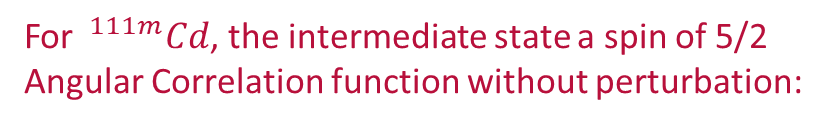 For ¹¹¹ᵐCd, the intermediate state a spin of 5/2
Angular Correlation function without perturbation: